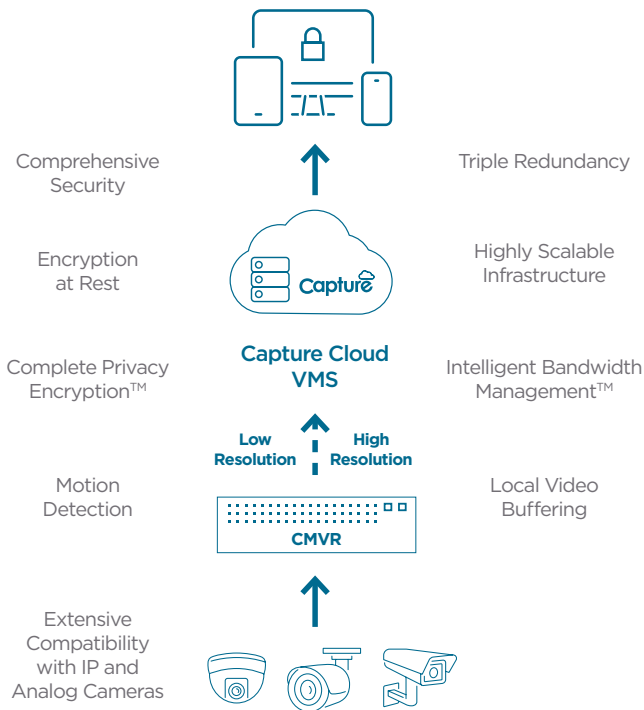 Comprehensive
Security
Triple Redundancy
Encryption
at Rest
Capture
Highly Scalable
Infrastructure
Complete Privacy
Encryption™
Capture Cloud
VMS
Intelligent Bandwidth
Management™
Low
Resolution
High
Resolution
Motion
Detection
CMVR
Local Video
Buffering
Extensive
Compatibility
with IP and
Analog Cameras